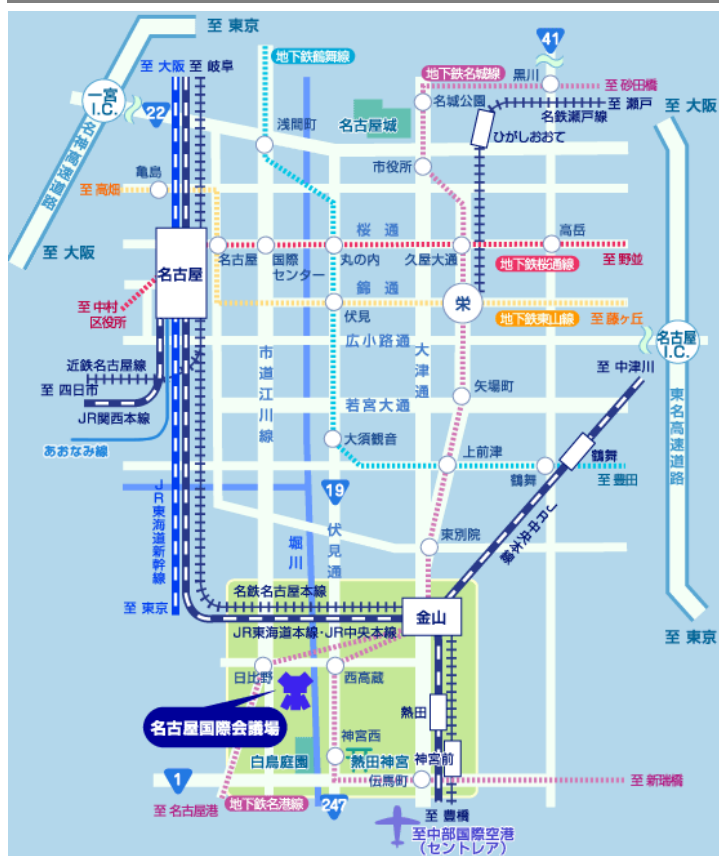 至 東京
至 大阪
至 岐阜
地下鉄鶴舞線
41
一宮
I.C.
22
地下鉄名城線
黒川
至 砂田橋
名城公園
至 瀬戸
名鉄瀬戸線
至 大阪
浅間町
名古屋城
ひがしおおて
名神高速道路
市役所
亀島
至 高畑
桜通
高岳
至 大阪
名古屋
名古屋
国際
センター
丸の内
久屋大通
地下鉄桜通線
至 野並
錦通
栄
至 中村
区役所
伏見
地下鉄東山線
至 藤ヶ丘
広小路通
名古屋
I.C.
近鉄名古屋線
至 四日市
JR関西本線
市道江川線
大津通
至 中津川
矢場町
若宮大通
東名高速道路
あおなみ線
大須観音
上前津
鶴舞
鶴舞
至 豊田
JR東海道新幹線
19
伏見通
堀川
東別院
JR中央本線
名鉄名古屋本線
至 東京
金山
JR東海道本線・JR中央本線
至 東京
日比野
西高蔵
名古屋国際会議場
熱田
神宮西
白鳥庭園
熱田神宮
神宮前
1
伝馬町
至 新瑞橋
至 名古屋港
地下鉄名港線
247
至 豊橋
至中部国際空港
（セントレア）